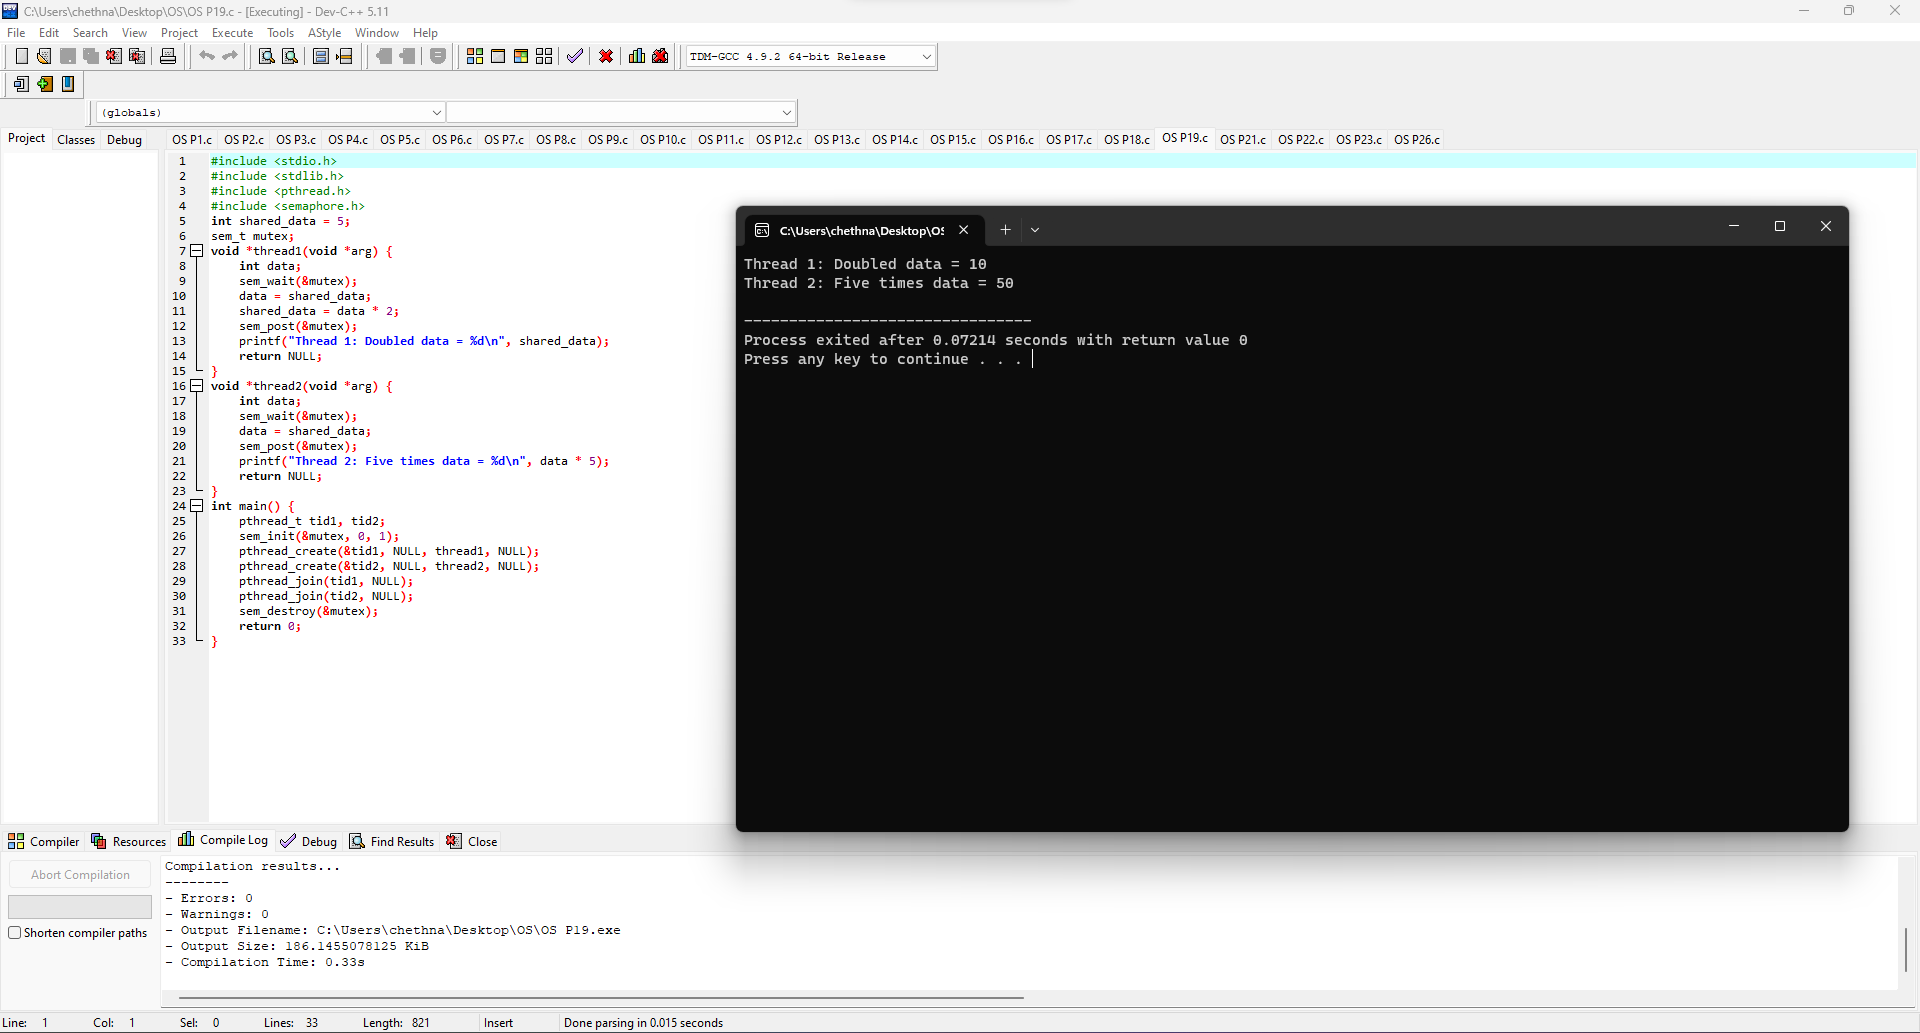 C:\Users\chethna\Desktop\OS\OS P19.c - [Executing] - Dev-C++ 5.11
File Edit Search View Project Execute Tools AStyle Window Help
TDM-GCC 4.9.2 64-bit Release
(globals)
Project Classes Debug
OS P1.c OS P2.c OS P3.c OS P4.c OS P5.c OS P6.c OS P7.c OS P8.c OS P9.c OS P10.c OS P11.c OS P12.c OS P13.c OS P14.c OS P15.c OS P16.c OS P17.c OS P18.c OS P19.c OS P21.c OS P22.c OS P23.c OS P26.c
1 #include <stdio.h>
2 #include <stdlib.h>
3 #include <pthread.h>
4 #include <semaphore.h>
5 int shared_data = 5;
6 sem_t mutex;
7 void *thread1(void *arg) {
8 int data;
9 sem_wait(&mutex);
10 data = shared_data;
11 shared_data = data * 2;
12 sem_post(&mutex);
13 printf("Thread 1: Doubled data = %d\n", shared_data);
14 return NULL;
15 }
16 void *thread2(void *arg) {
17 int data;
18 sem_wait(&mutex);
19 data = shared_data;
20 sem_post(&mutex);
21 printf("Thread 2: Five times data = %d\n", data * 5);
22 return NULL;
23 }
24 int main() {
25 pthread_t tid1, tid2;
26 sem_init(&mutex, 0, 1);
27 pthread_create(&tid1, NULL, thread1, NULL);
28 pthread_create(&tid2, NULL, thread2, NULL);
29 pthread_join(tid1, NULL);
30 pthread_join(tid2, NULL);
31 sem_destroy(&mutex);
32 return 0;
33 }
C:\Users\chethna\Desktop\OS
Thread 1: Doubled data = 10
Thread 2: Five times data = 50
--------------------------------
Process exited after 0.07214 seconds with return value 0
Press any key to continue . . .
Compiler Resources Compile Log Debug Find Results Close
Abort Compilation
Shorten compiler paths
Compilation results...
--------
- Errors: 0
- Warnings: 0
- Output Filename: C:\Users\chethna\Desktop\OS\OS P19.exe
- Output Size: 186.1455078125 KiB
- Compilation Time: 0.33s
Line: 1 Col: 1 Sel: 0 Lines: 33 Length: 821 Insert Done parsing in 0.015 seconds